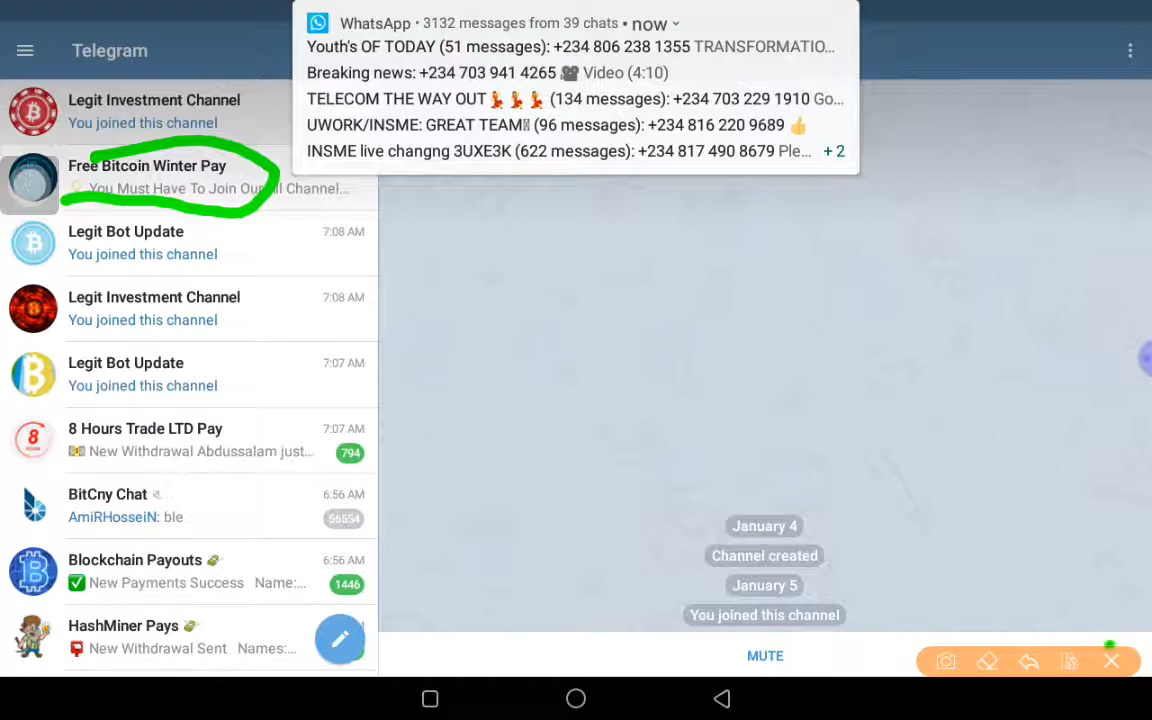 Telegram
WhatsApp • 3132 messages from 39 chats • now
Youth's OF TODAY (51 messages): +234 806 238 1355 TRANSFORMATIO...
Breaking news: +234 703 941 4265 🎥 Video (4:10)
TELECOM THE WAY OUT💃💃💃 (134 messages): +234 703 229 1910 Go...
UWORK/INSME: GREAT TEAM (96 messages): +234 816 220 9689 👍
INSME live changng 3UXE3K (622 messages): +234 817 490 8679 Ple... + 2
Legit Investment Channel
You joined this channel
Free Bitcoin Winter Pay
You Must Have To Join Our All Channel...
Legit Bot Update 7:08 AM
You joined this channel
Legit Investment Channel 7:08 AM
You joined this channel
Legit Bot Update 7:07 AM
You joined this channel
8 Hours Trade LTD Pay 7:07 AM
💴 New Withdrawal Abdussalam just... 794
BitCny Chat 6:56 AM
AmiRHosseiN: ble 56554
Blockchain Payouts 💸 6:56 AM
✅ New Payments Success Name:... 1446
HashMiner Pays 💸
📮 New Withdrawal Sent Names:...
January 4
Channel created
January 5
You joined this channel
MUTE